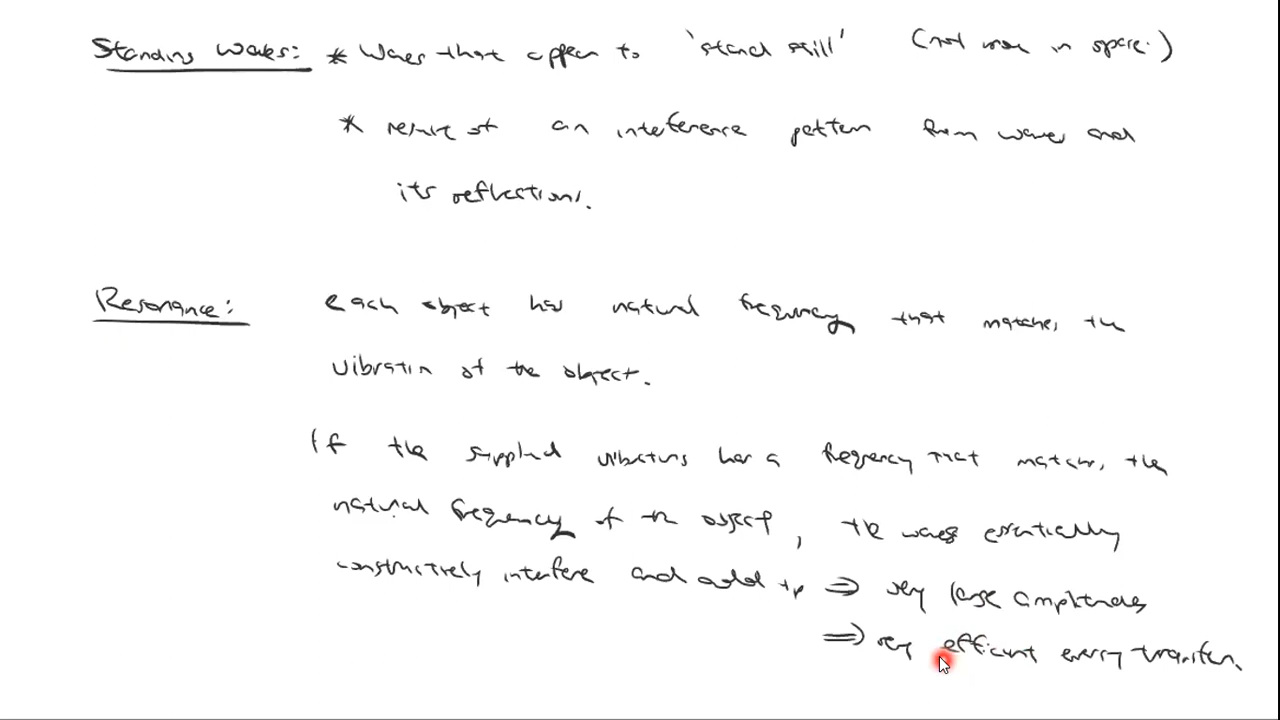 Standing Waves: * Waves that appear to 'stand still' (not move in space.)
* result of an interference pattern from waves and
its reflections.
Resonance: each object has natural frequency that matches the
vibration of the object.
If the supplied vibrations has a frequency that matches the
natural frequency of the object, the waves essentially
constructively interfere and add up ⇒ very large amplitudes
⇒ very efficient energy transfer.